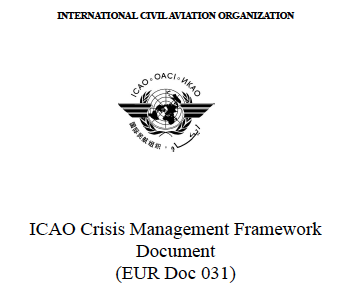 INTERNATIONAL CIVIL AVIATION ORGANIZATION
ICAO·OACI·ИКАО
国际民航组织·ايكاو
ICAO Crisis Management Framework
Document
(EUR Doc 031)